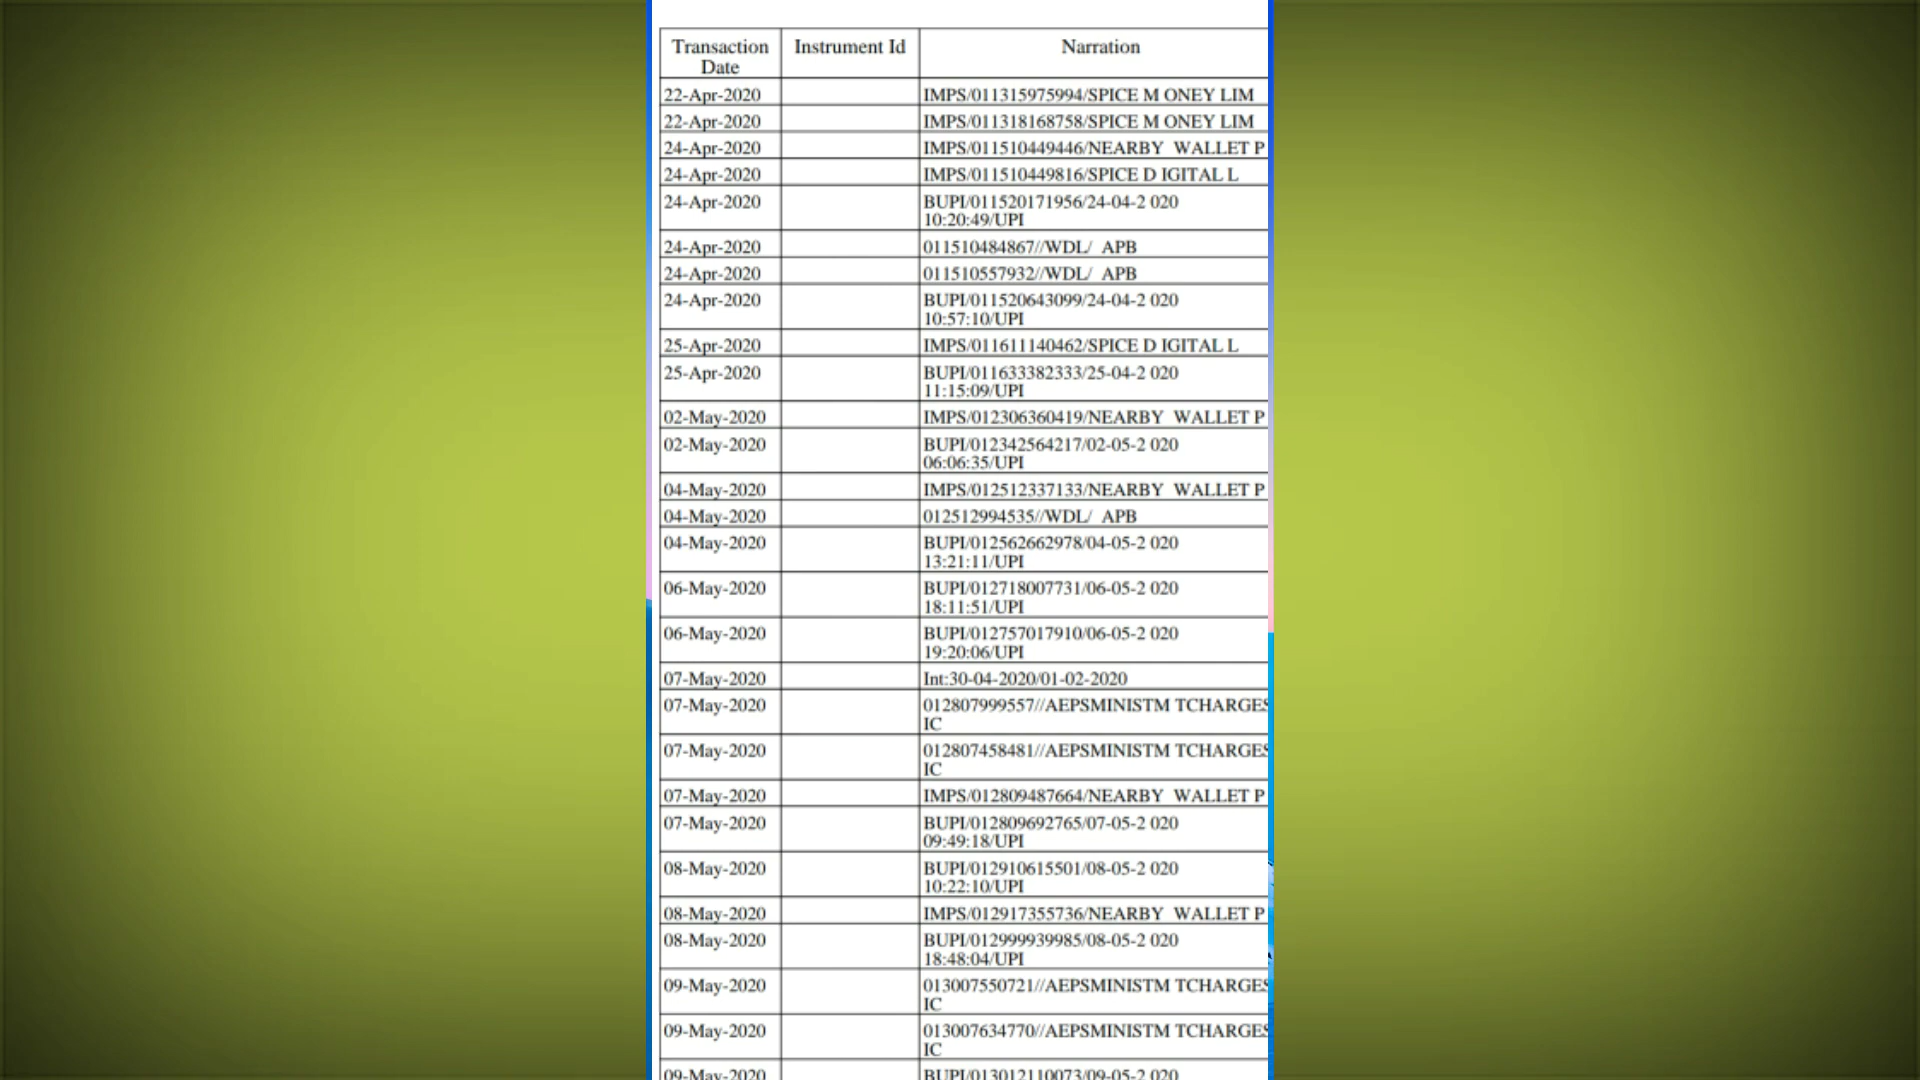 Transaction Date Instrument Id Narration
22-Apr-2020 IMPS/011315975994/SPICE M ONEY LIM
22-Apr-2020 IMPS/011318168758/SPICE M ONEY LIM
24-Apr-2020 IMPS/011510449446/NEARBY WALLET P
24-Apr-2020 IMPS/011510449816/SPICE D IGITAL L
24-Apr-2020 BUPI/011520171956/24-04-2 020
10:20:49/UPI
24-Apr-2020 011510484867//WDL/ APB
24-Apr-2020 011510557932//WDL/ APB
24-Apr-2020 BUPI/011520643099/24-04-2 020
10:57:10/UPI
25-Apr-2020 IMPS/011611140462/SPICE D IGITAL L
25-Apr-2020 BUPI/011633382333/25-04-2 020
11:15:09/UPI
02-May-2020 IMPS/012306360419/NEARBY WALLET P
02-May-2020 BUPI/012342564217/02-05-2 020
06:06:35/UPI
04-May-2020 IMPS/012512337133/NEARBY WALLET P
04-May-2020 012512994535//WDL/ APB
04-May-2020 BUPI/012562662978/04-05-2 020
13:21:11/UPI
06-May-2020 BUPI/012718007731/06-05-2 020
18:11:51/UPI
06-May-2020 BUPI/012757017910/06-05-2 020
19:20:06/UPI
07-May-2020 Int:30-04-2020/01-02-2020
07-May-2020 012807999557//AEPSMINISTM TCHARGES
IC
07-May-2020 012807458481//AEPSMINISTM TCHARGES
IC
07-May-2020 IMPS/012809487664/NEARBY WALLET P
07-May-2020 BUPI/012809692765/07-05-2 020
09:49:18/UPI
08-May-2020 BUPI/012910615501/08-05-2 020
10:22:10/UPI
08-May-2020 IMPS/012917355736/NEARBY WALLET P
08-May-2020 BUPI/012999939985/08-05-2 020
18:48:04/UPI
09-May-2020 013007550721//AEPSMINISTM TCHARGES
IC
09-May-2020 013007634770//AEPSMINISTM TCHARGES
IC
09-May-2020 BUPI/013012110073/09-05-2 020